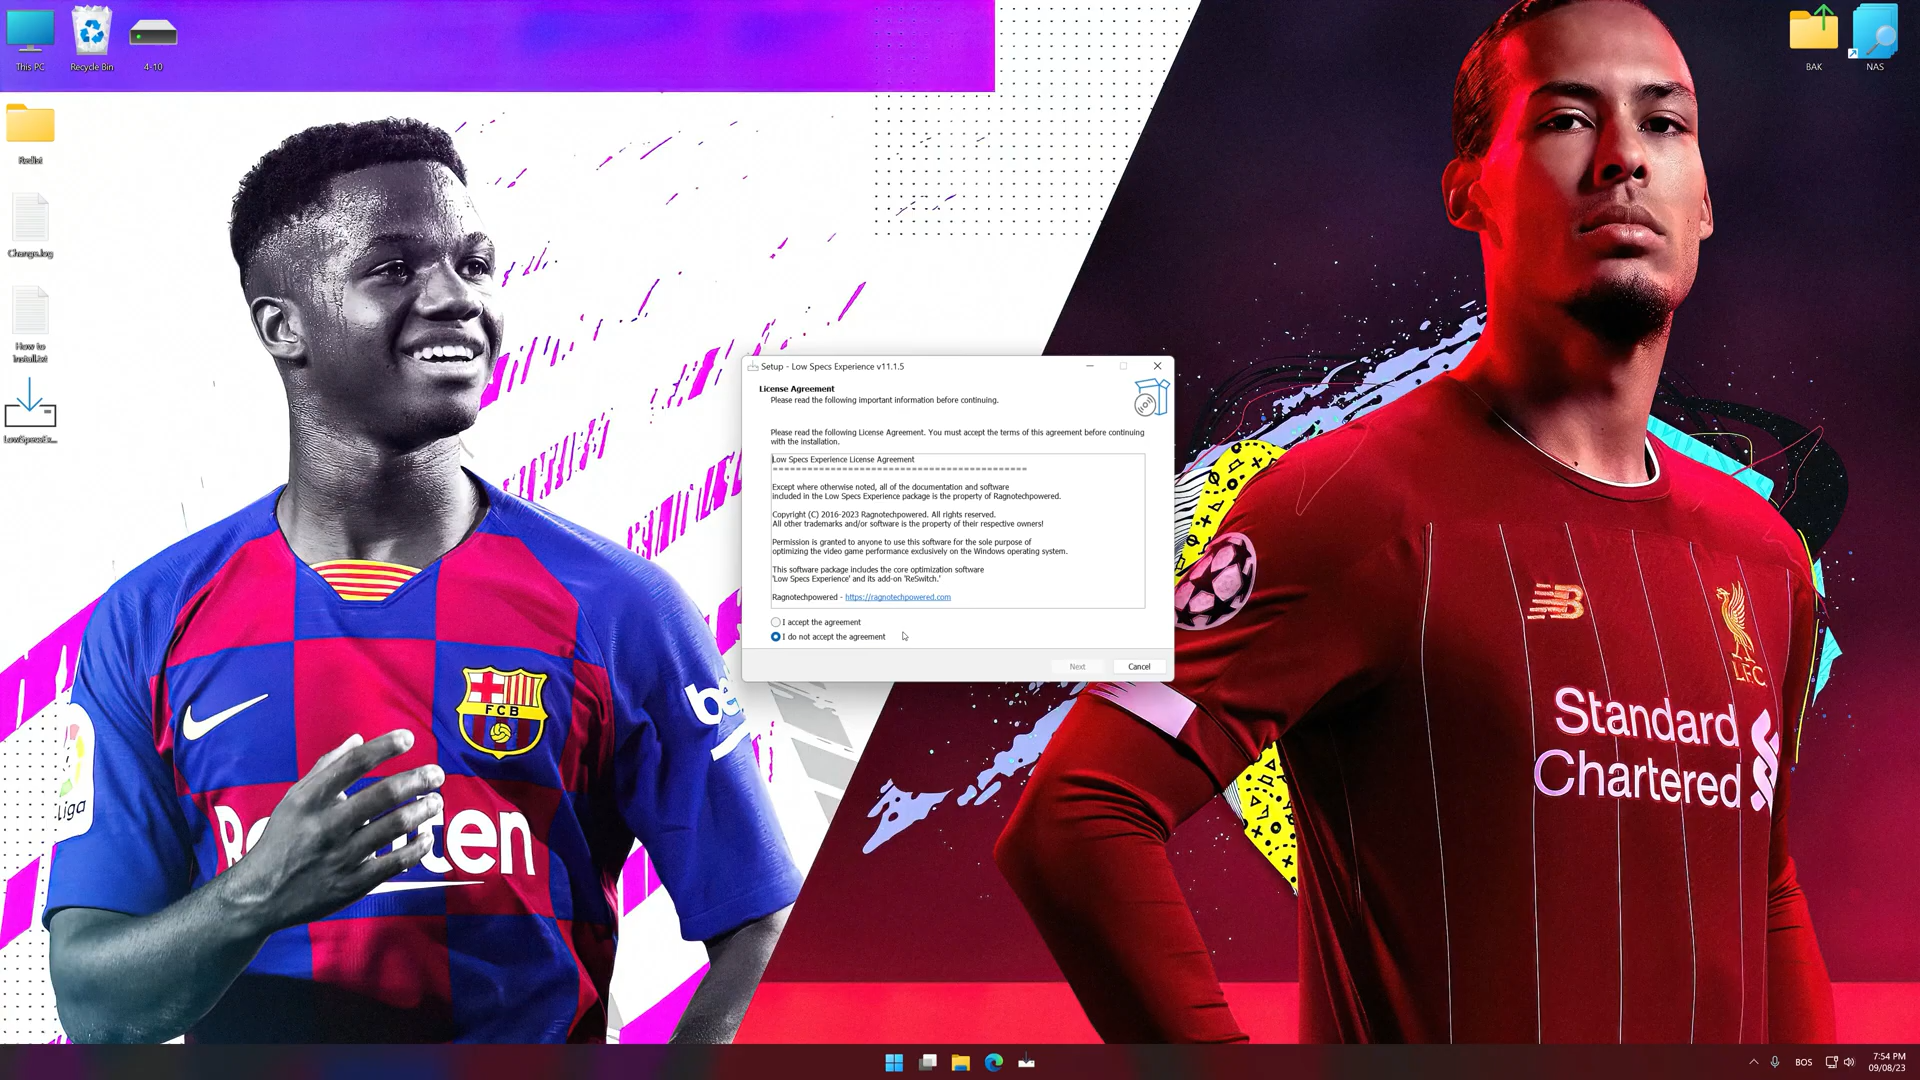 This PC
Recycle Bin
4-10
BAK
NAS
Redist
Change.log
How to
Install.txt
LowSpecsEx...
Setup - Low Specs Experience v11.1.5
License Agreement
Please read the following important information before continuing.
Please read the following License Agreement. You must accept the terms of this agreement before continuing
with the installation.
Low Specs Experience License Agreement
============================================
Except where otherwise noted, all of the documentation and software
included in the Low Specs Experience package is the property of Ragnotechpowered.
Copyright (C) 2016-2023 Ragnotechpowered. All rights reserved.
All other trademarks and/or software is the property of their respective owners!
Permission is granted to anyone to use this software for the sole purpose of
optimizing the video game performance exclusively on the Windows operating system.
This software package includes the core optimization software
'Low Specs Experience' and its add-on 'ReSwitch.'
Ragnotechpowered - https://ragnotechpowered.com
I accept the agreement
I do not accept the agreement
Next
Cancel
FCB
be
Liga
L.F.C.
Standard
Chartered
BOS
7:54 PM
09/08/23